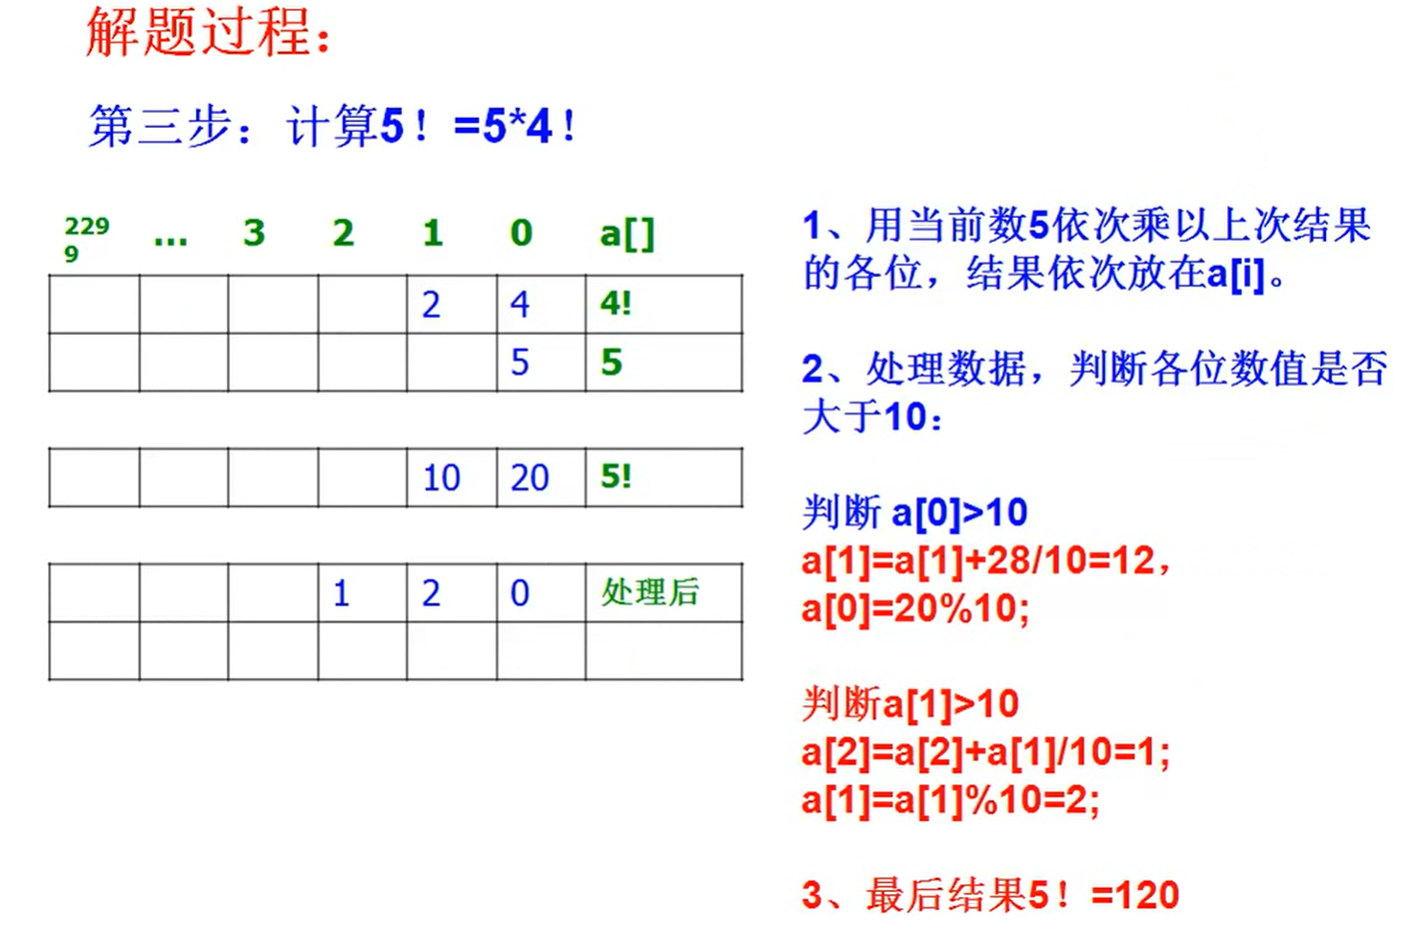 解题过程：
第三步：计算5！=5*4！
229
9 ... 3 2 1 0 a[]
2 4 4!
5 5
10 20 5!
1 2 0 处理后
1、用当前数5依次乘以上次结果
的各位，结果依次放在a[i]。
2、处理数据，判断各位数值是否
大于10：
判断 a[0]>10
a[1]=a[1]+28/10=12，
a[0]=20%10;
判断a[1]>10
a[2]=a[2]+a[1]/10=1;
a[1]=a[1]%10=2;
3、最后结果5！=120